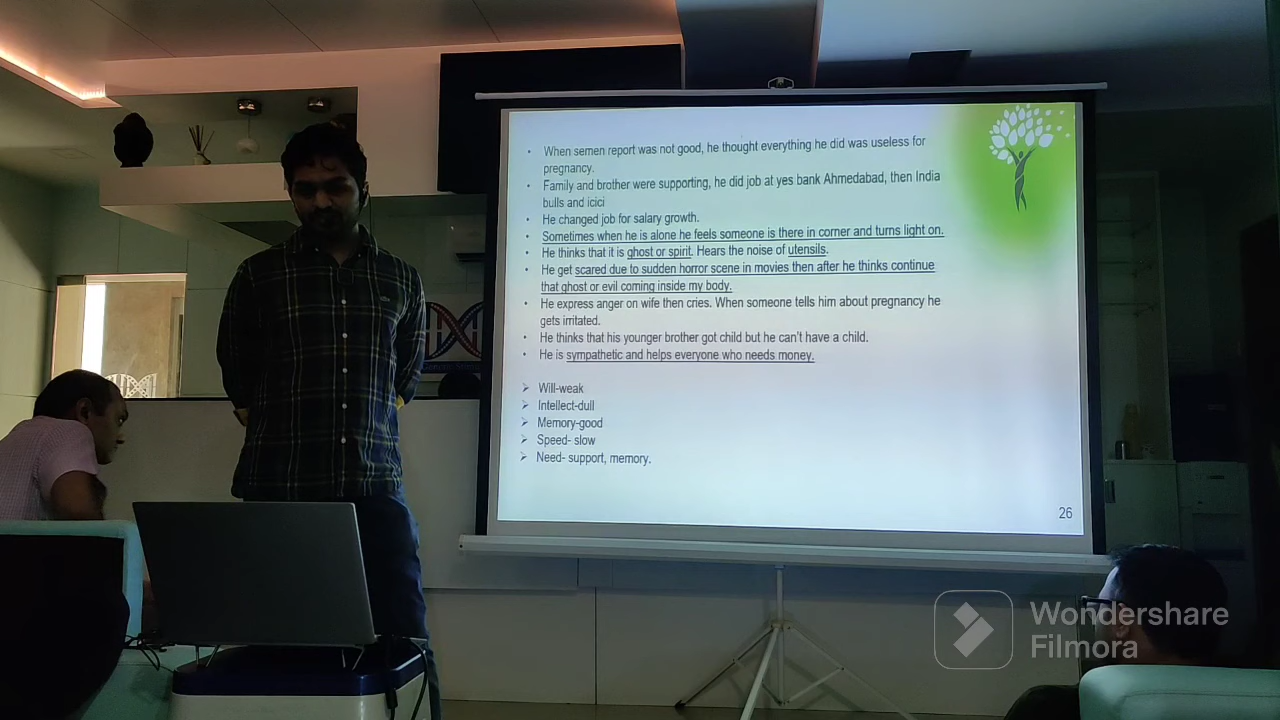 • When semen report was not good, he thought everything he did was useless for
pregnancy.
• Family and brother were supporting, he did job at yes bank Ahmedabad, then India
bulls and icici
• He changed job for salary growth.
• Sometimes when he is alone he feels someone is there in corner and turns light on.
• He thinks that it is ghost or spirit. Hears the noise of utensils.
• He get scared due to sudden horror scene in movies then after he thinks continue
that ghost or evil coming inside my body.
• He express anger on wife then cries. When someone tells him about pregnancy he
gets irritated.
• He thinks that his younger brother got child but he can't have a child.
• He is sympathetic and helps everyone who needs money.
➢ Will-weak
➢ Intellect-dull
➢ Memory-good
➢ Speed- slow
➢ Need- support, memory.
26
Wondershare
Filmora